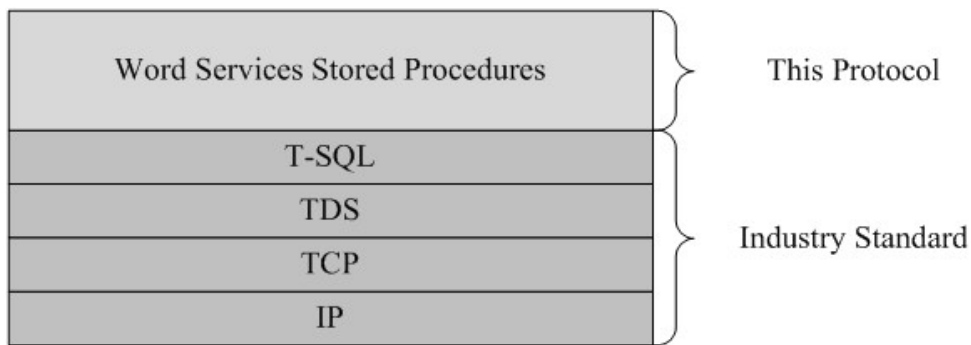 Word Services Stored Procedures
This Protocol
T-SQL
TDS
TCP
IP
Industry Standard